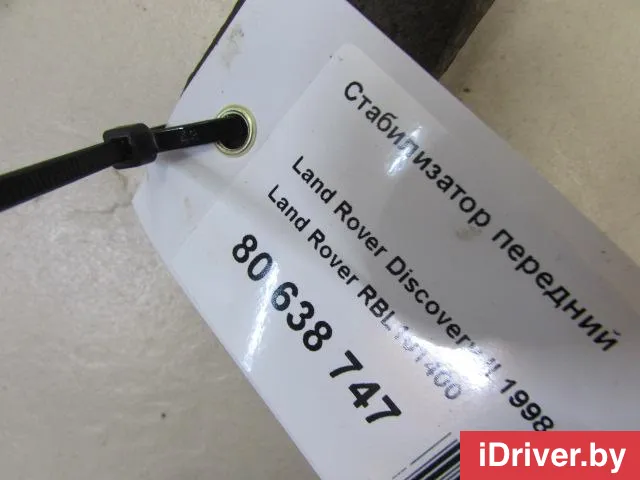 Стабилизатор передний
Land Rover Discovery II 1998
Land Rover RBL101400
80 638 747
iDriver.by